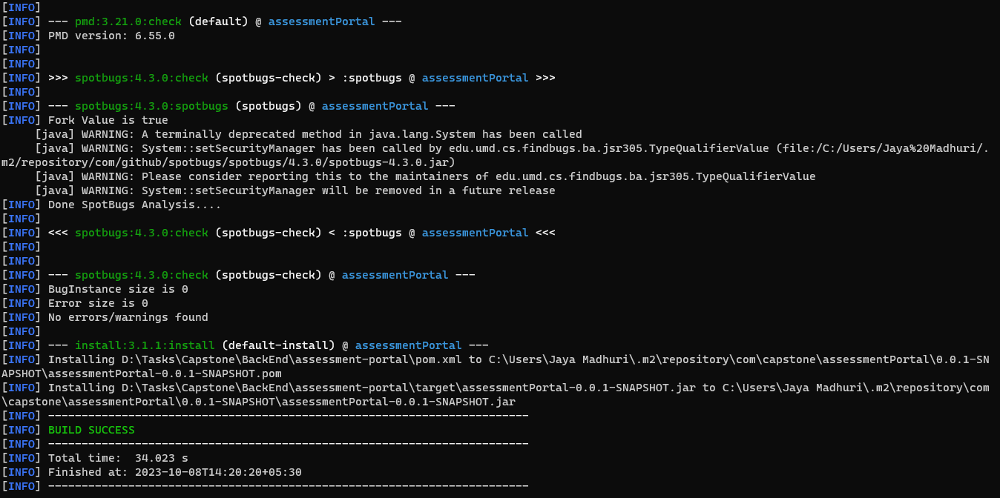 [INFO]
[INFO] --- pmd:3.21.0:check (default) @ assessmentPortal ---
[INFO] PMD version: 6.55.0
[INFO]
[INFO]
[INFO] >>> spotbugs:4.3.0:check (spotbugs-check) > :spotbugs @ assessmentPortal >>>
[INFO]
[INFO] --- spotbugs:4.3.0:spotbugs (spotbugs) @ assessmentPortal ---
[INFO] Fork Value is true
     [java] WARNING: A terminally deprecated method in java.lang.System has been called
     [java] WARNING: System::setSecurityManager has been called by edu.umd.cs.findbugs.ba.jsr305.TypeQualifierValue (file:/C:/Users/Jaya%20Madhuri/.
m2/repository/com/github/spotbugs/spotbugs/4.3.0/spotbugs-4.3.0.jar)
     [java] WARNING: Please consider reporting this to the maintainers of edu.umd.cs.findbugs.ba.jsr305.TypeQualifierValue
     [java] WARNING: System::setSecurityManager will be removed in a future release
[INFO] Done SpotBugs Analysis....
[INFO]
[INFO] <<< spotbugs:4.3.0:check (spotbugs-check) < :spotbugs @ assessmentPortal <<<
[INFO]
[INFO]
[INFO] --- spotbugs:4.3.0:check (spotbugs-check) @ assessmentPortal ---
[INFO] BugInstance size is 0
[INFO] Error size is 0
[INFO] No errors/warnings found
[INFO]
[INFO] --- install:3.1.1:install (default-install) @ assessmentPortal ---
[INFO] Installing D:\Tasks\Capstone\BackEnd\assessment-portal\pom.xml to C:\Users\Jaya Madhuri\.m2\repository\com\capstone\assessmentPortal\0.0.1-SN
APSHOT\assessmentPortal-0.0.1-SNAPSHOT.pom
[INFO] Installing D:\Tasks\Capstone\BackEnd\assessment-portal\target\assessmentPortal-0.0.1-SNAPSHOT.jar to C:\Users\Jaya Madhuri\.m2\repository\com
\capstone\assessmentPortal\0.0.1-SNAPSHOT\assessmentPortal-0.0.1-SNAPSHOT.jar
[INFO] ------------------------------------------------------------------------
[INFO] BUILD SUCCESS
[INFO] ------------------------------------------------------------------------
[INFO] Total time:  34.023 s
[INFO] Finished at: 2023-10-08T14:20:20+05:30
[INFO] ------------------------------------------------------------------------